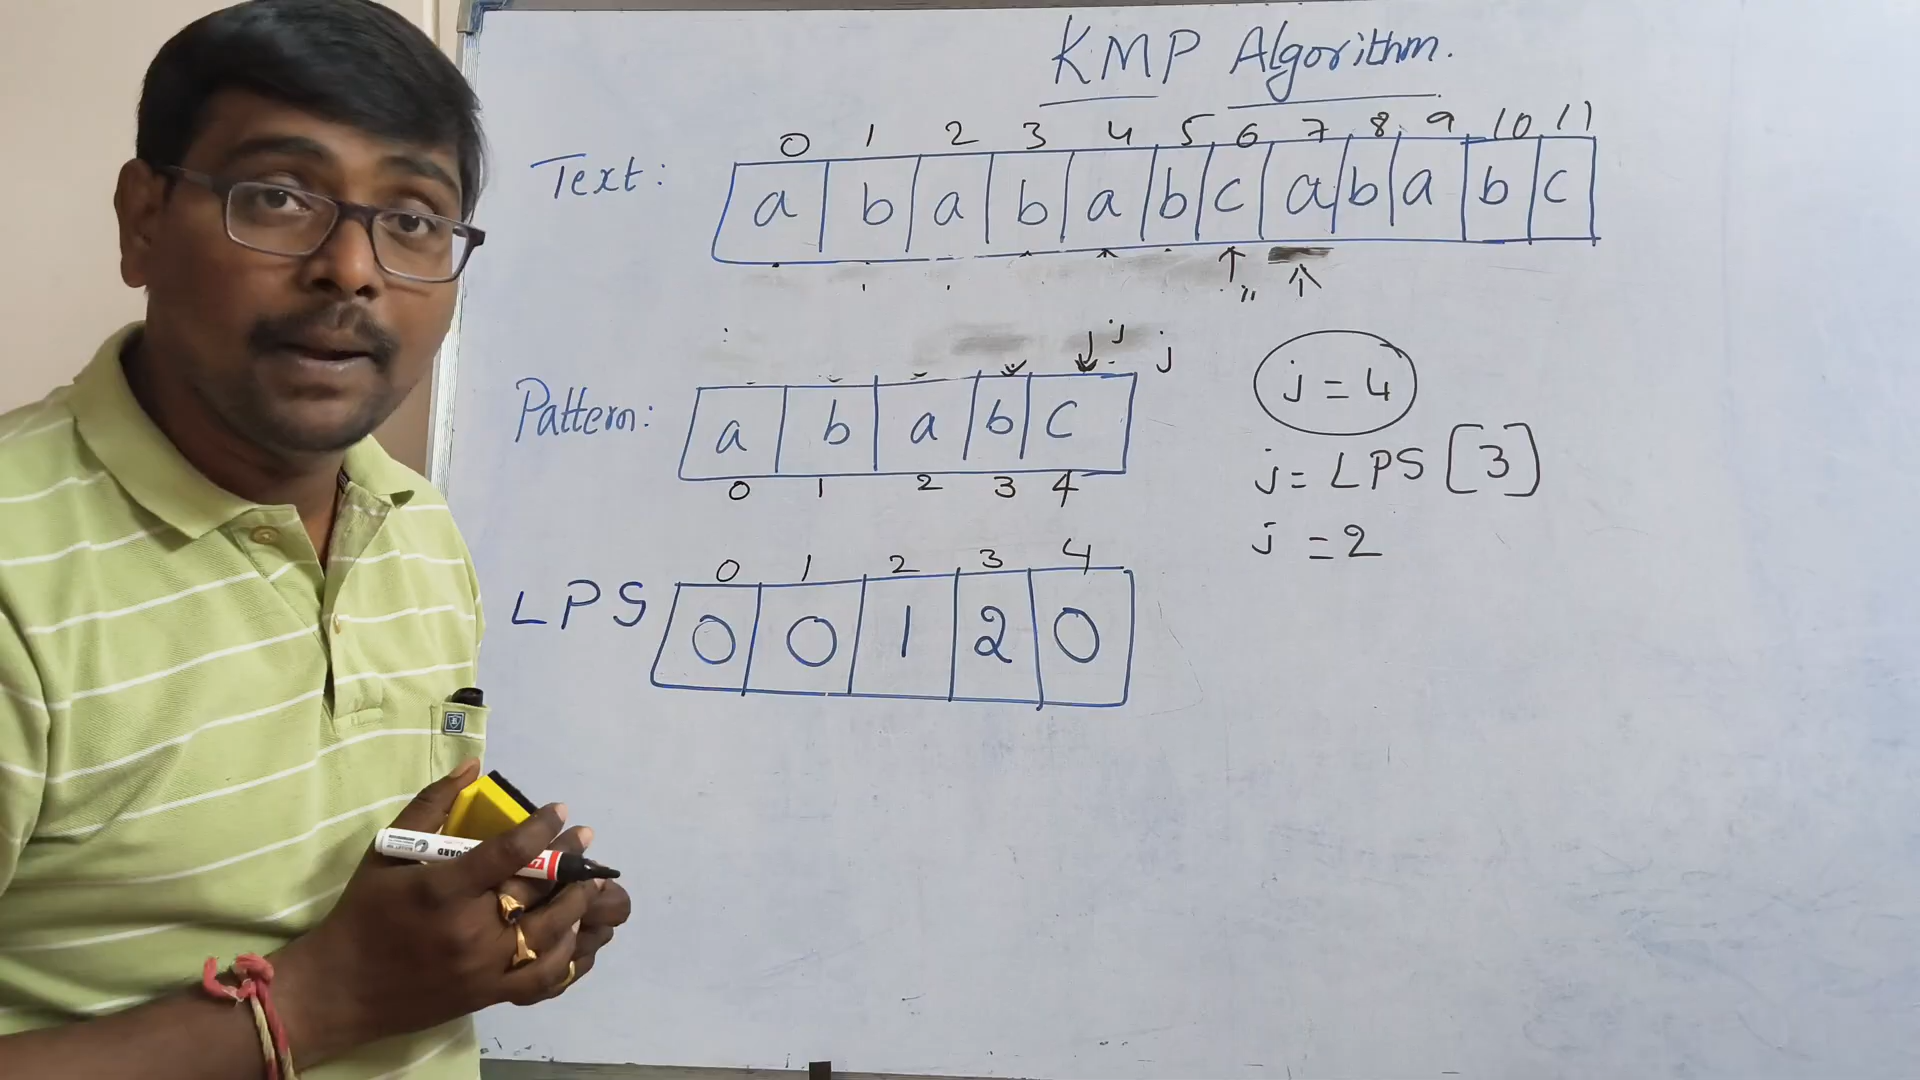 KMP Algorithm.
0 1 2 3 4 5 6 7 8 9 10 11
Text: a b a b a b c a b a b c
j j
j = 4
Pattern: a b a b c
0 1 2 3 4
j = LPS [3]
j = 2
0 1 2 3 4
LPS 0 0 1 2 0